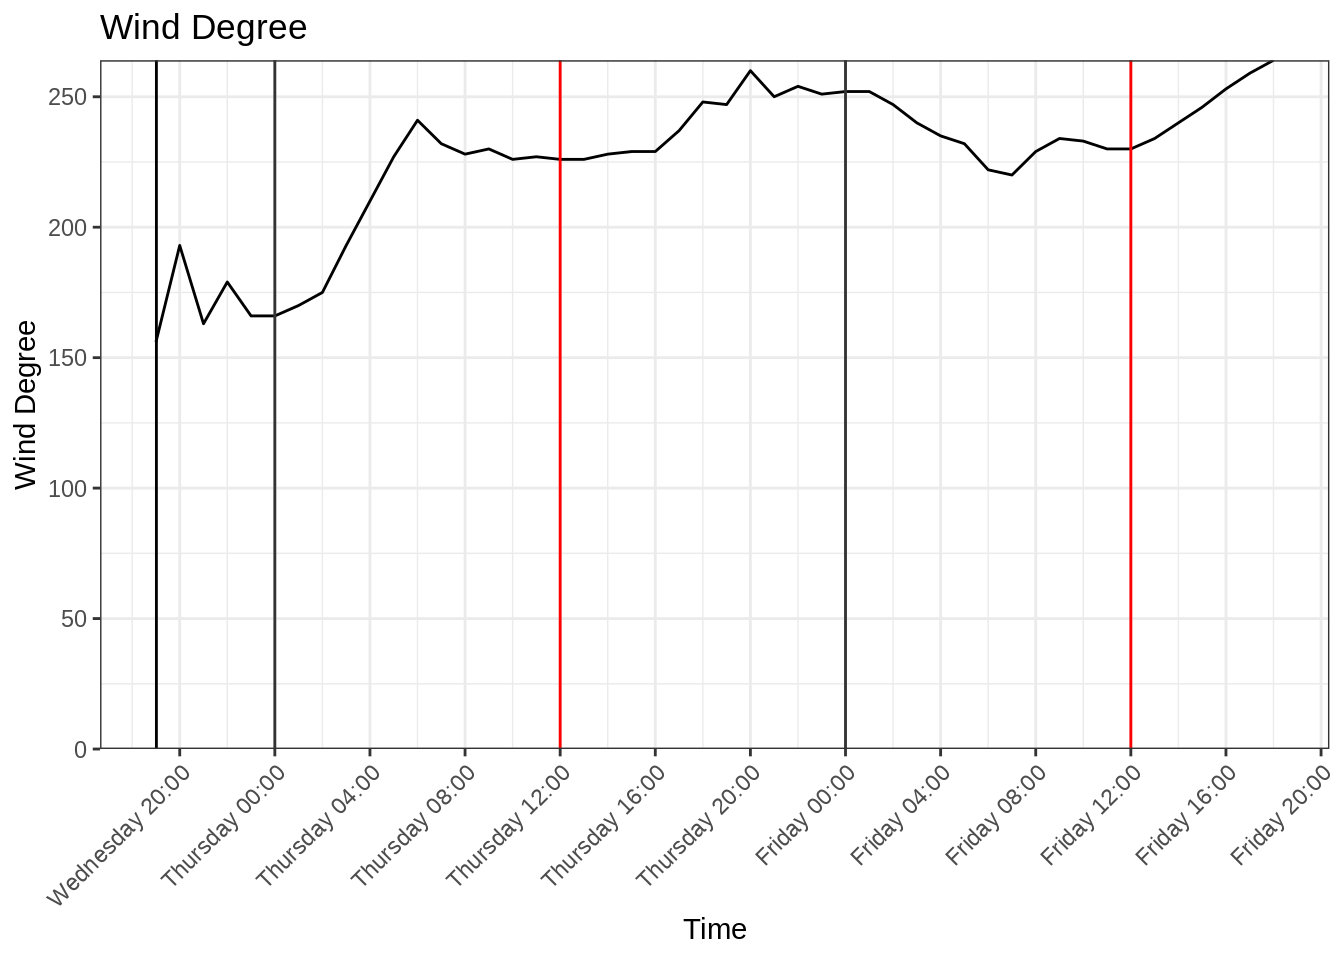 Wind Degree
Wind Degree
250
200
150
100
50
0
Wednesday 20:00
Thursday 00:00
Thursday 04:00
Thursday 08:00
Thursday 12:00
Thursday 16:00
Thursday 20:00
Friday 00:00
Friday 04:00
Friday 08:00
Friday 12:00
Friday 16:00
Friday 20:00
Time